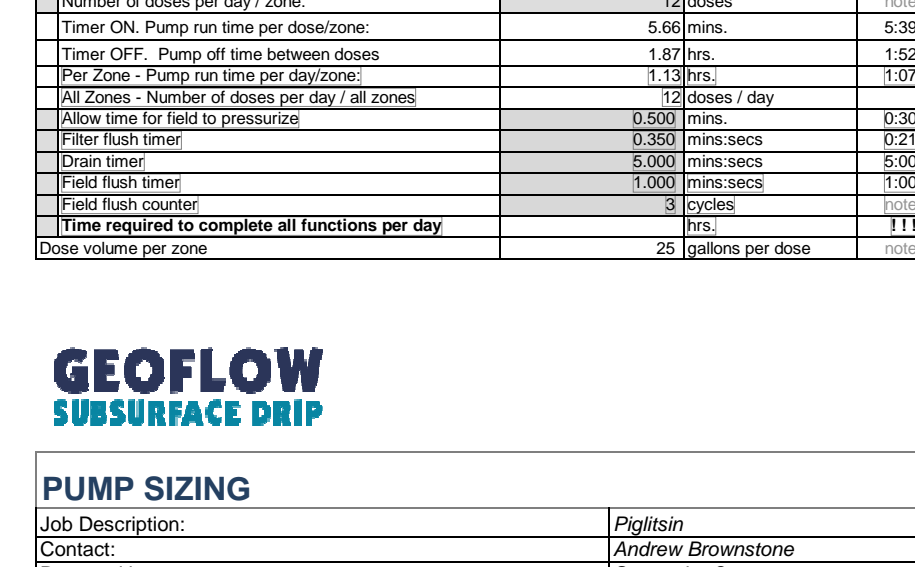 Number of doses per day / zone: 12 doses note
Timer ON. Pump run time per dose/zone: 5.66 mins. 5:39
Timer OFF. Pump off time between doses 1.87 hrs. 1:52
Per Zone - Pump run time per day/zone: 1.13 hrs. 1:07
All Zones - Number of doses per day / all zones 12 doses / day
Allow time for field to pressurize 0.500 mins. 0:30
Filter flush timer 0.350 mins:secs 0:21
Drain timer 5.000 mins:secs 5:00
Field flush timer 1.000 mins:secs 1:00
Field flush counter 3 cycles note
Time required to complete all functions per day hrs. ! ! !
Dose volume per zone 25 gallons per dose note
GEOFLOW
SUBSURFACE DRIP
PUMP SIZING
Job Description: Piglitsin
Contact: Andrew Brownstone